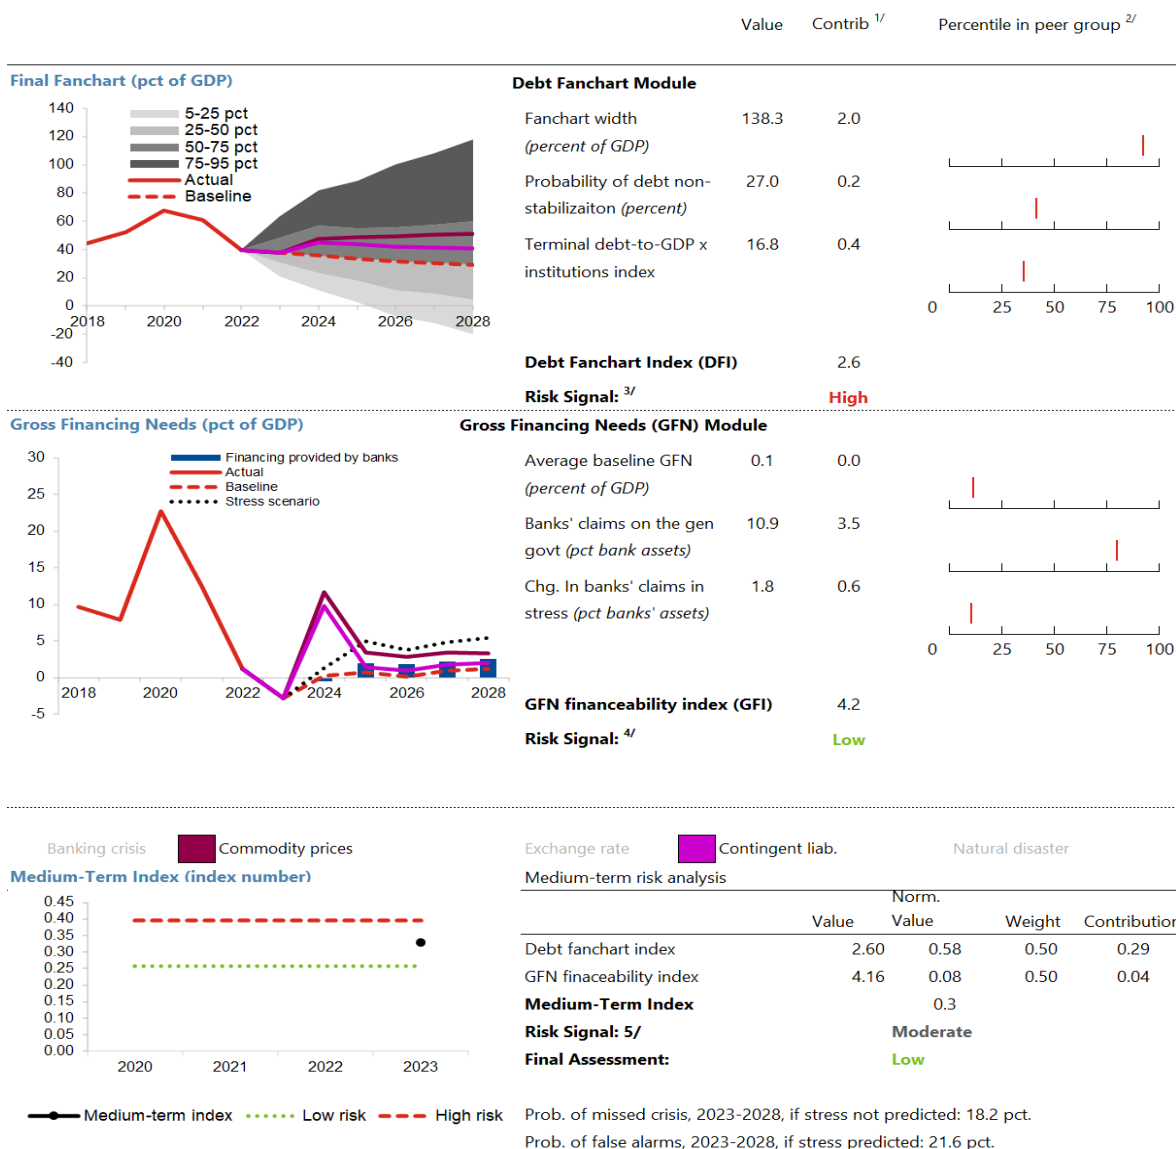 Value Contrib 1/ Percentile in peer group 2/
Final Fanchart (pct of GDP)
140
120
100
80
60
40
20
0
-20
-40
2018 2020 2022 2024 2026 2028
5-25 pct
25-50 pct
50-75 pct
75-95 pct
Actual
Baseline
Debt Fanchart Module
Fanchart width 138.3 2.0
(percent of GDP)
Probability of debt non- 27.0 0.2
stabilizaiton (percent)
Terminal debt-to-GDP x 16.8 0.4
institutions index
0 25 50 75 100
Debt Fanchart Index (DFI) 2.6
Risk Signal: 3/ High
Gross Financing Needs (pct of GDP)
30
25
20
15
10
5
0
-5
2018 2020 2022 2024 2026 2028
Financing provided by banks
Actual
Baseline
Stress scenario
Gross Financing Needs (GFN) Module
Average baseline GFN 0.1 0.0
(percent of GDP)
Banks' claims on the gen 10.9 3.5
govt (pct bank assets)
Chg. In banks' claims in 1.8 0.6
stress (pct banks' assets)
0 25 50 75 100
GFN financeability index (GFI) 4.2
Risk Signal: 4/ Low
Banking crisis Commodity prices Exchange rate Contingent liab. Natural disaster
Medium-Term Index (index number)
0.45
0.40
0.35
0.30
0.25
0.20
0.15
0.10
0.05
0.00
2020 2021 2022 2023
Medium-term index Low risk High risk
Medium-term risk analysis
Norm.
Value Value Weight Contribution
Debt fanchart index 2.60 0.58 0.50 0.29
GFN finaceability index 4.16 0.08 0.50 0.04
Medium-Term Index 0.3
Risk Signal: 5/ Moderate
Final Assessment: Low
Prob. of missed crisis, 2023-2028, if stress not predicted: 18.2 pct.
Prob. of false alarms, 2023-2028, if stress predicted: 21.6 pct.